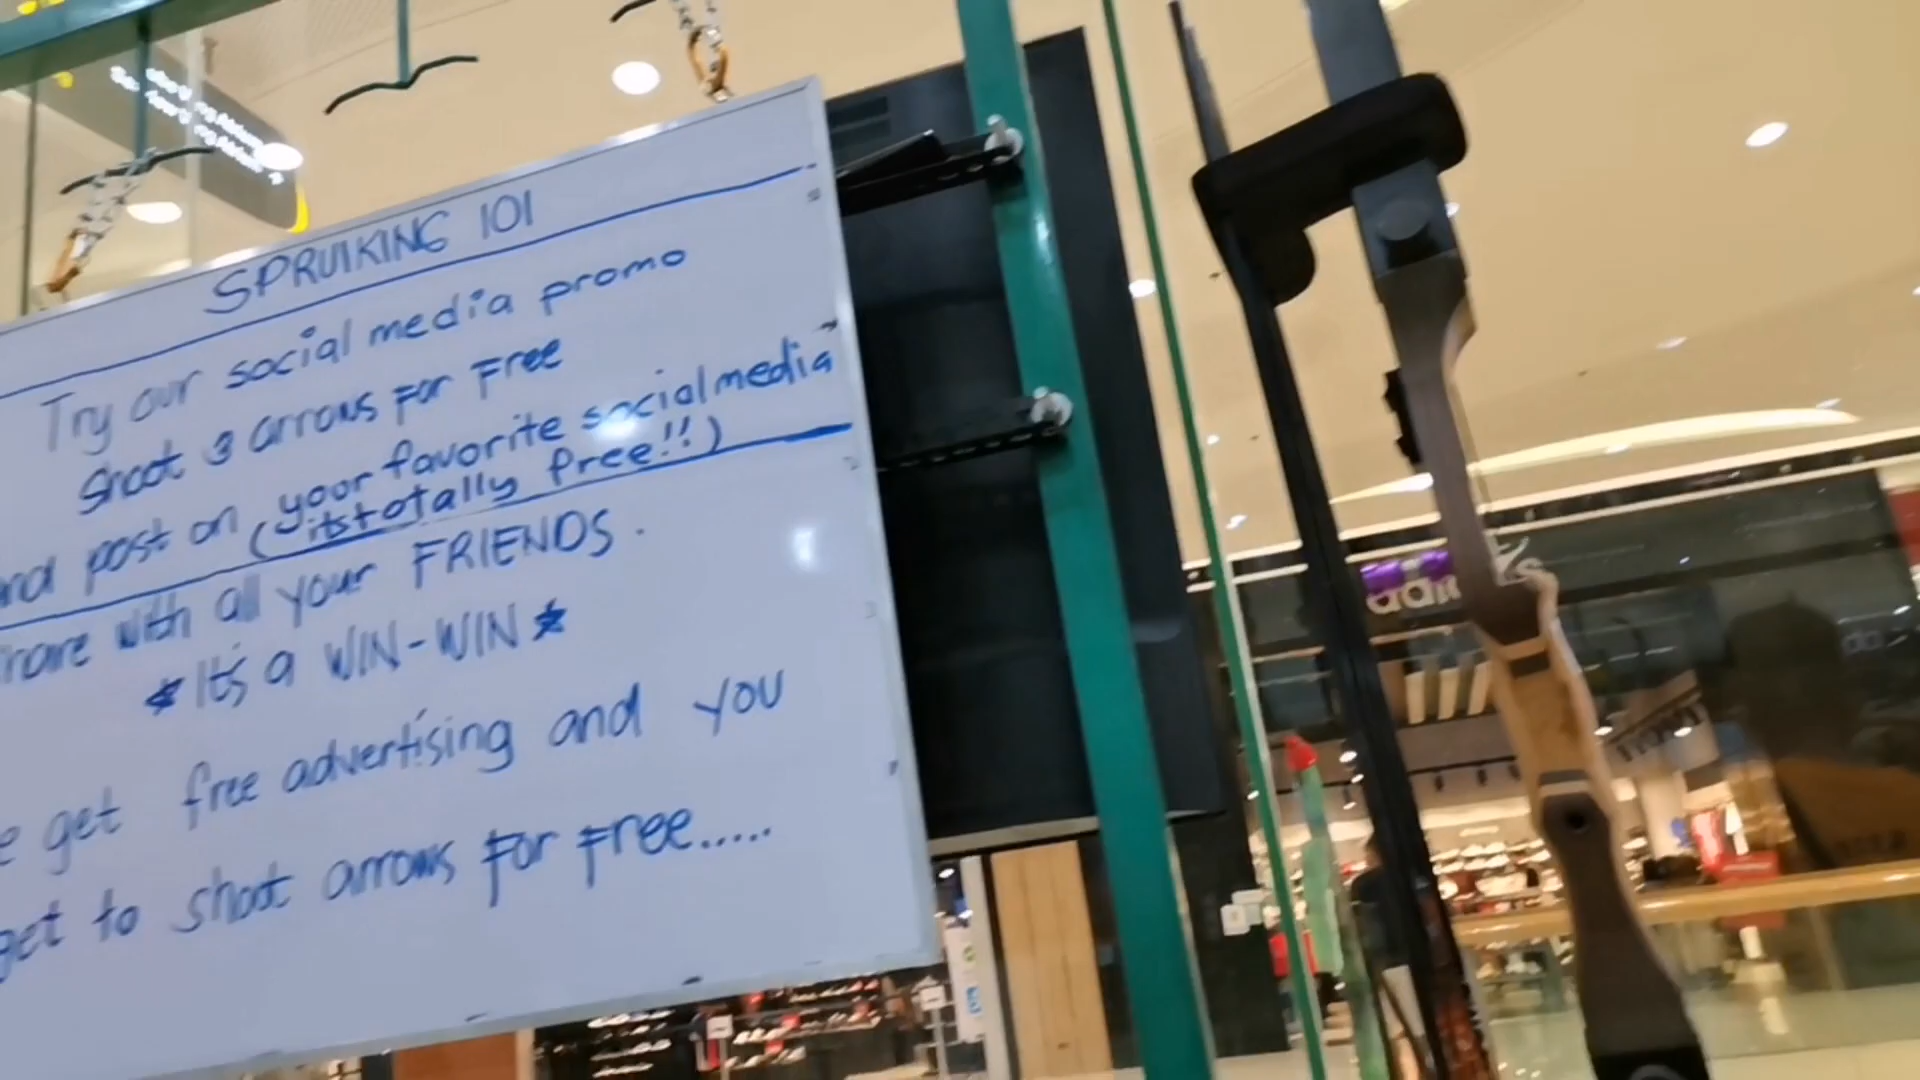 SPRUIKING 101
Try our social media promo
Shoot 3 arrows for Free
and post on your favorite social media
(its totally free!!)
share with all your FRIENDS.
*It's a WIN-WIN*
get free advertising and you
get to shoot arrows for free.....